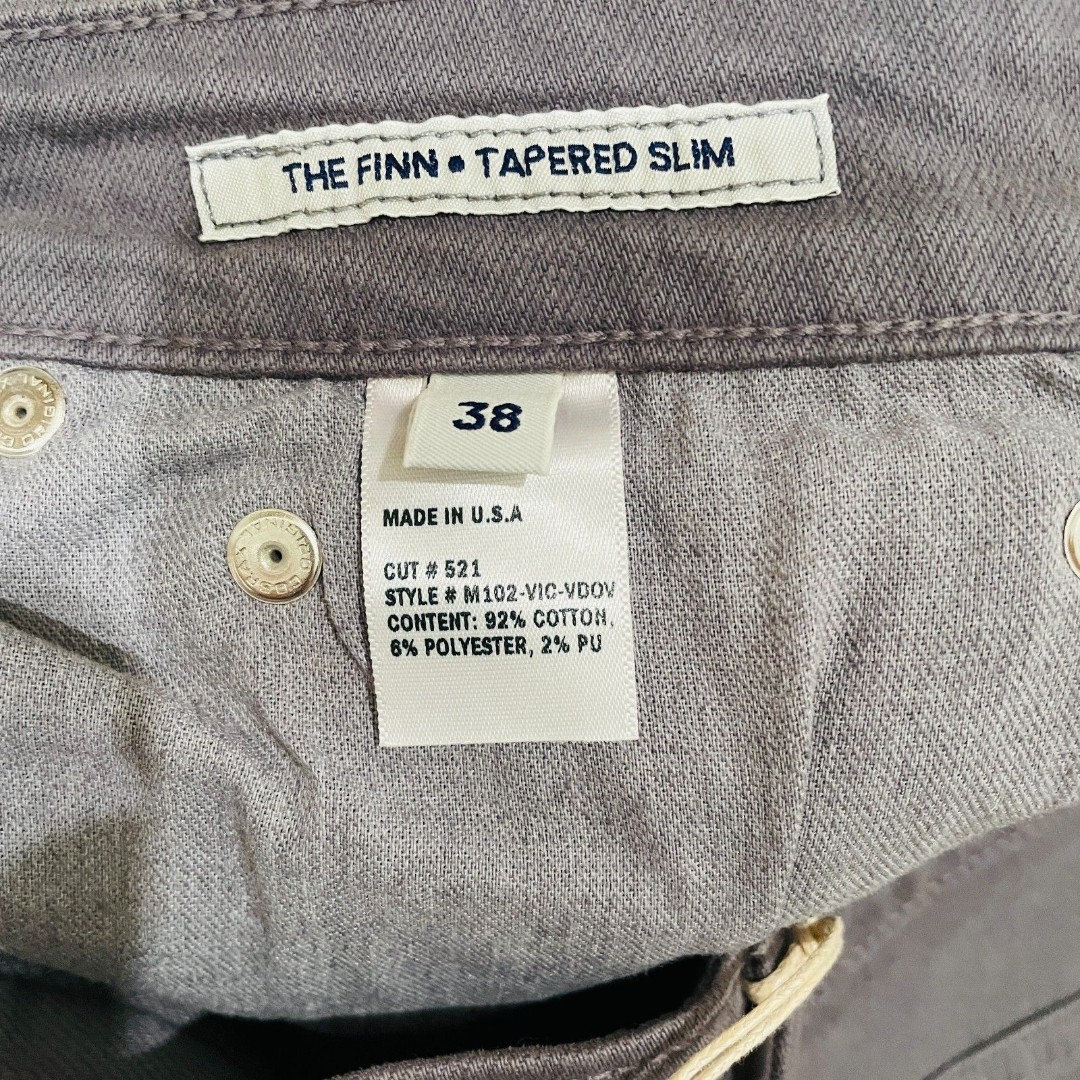 THE FINN • TAPERED SLIM
38
MADE IN U.S.A
CUT # 521
STYLE # M102-VIC-VDOV
CONTENT: 92% COTTON,
6% POLYESTER, 2% PU